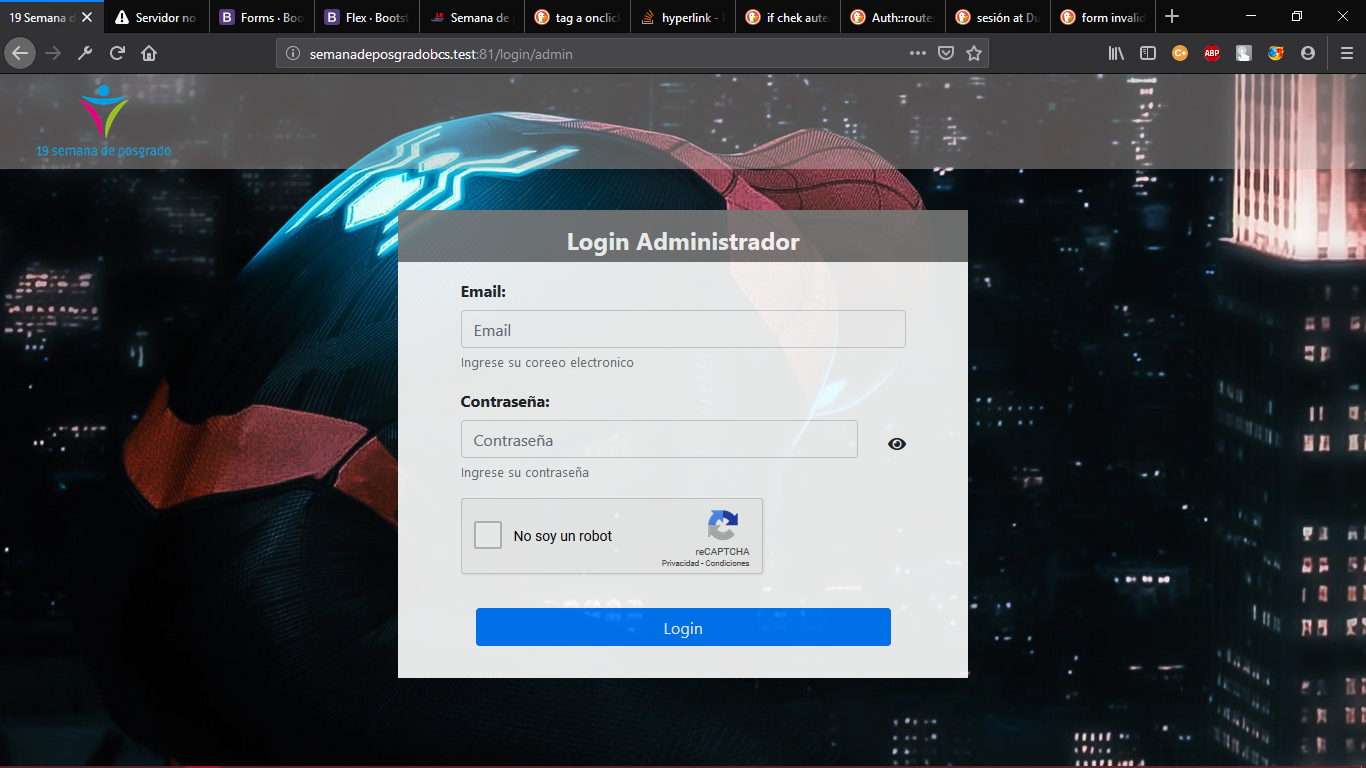 19 Semana d
Servidor no
Forms · Boo
Flex · Bootst
Semana de
tag a onclic
hyperlink -
if chek aute
Auth::route
sesión at Du
form invalid
semanadeposgradobcs.test:81/login/admin
ABP
19 semana de posgrado
Login Administrador
Email:
Email
Ingrese su coreeo electronico
Contraseña:
Contraseña
Ingrese su contraseña
No soy un robot
reCAPTCHA
Privacidad - Condiciones
Login